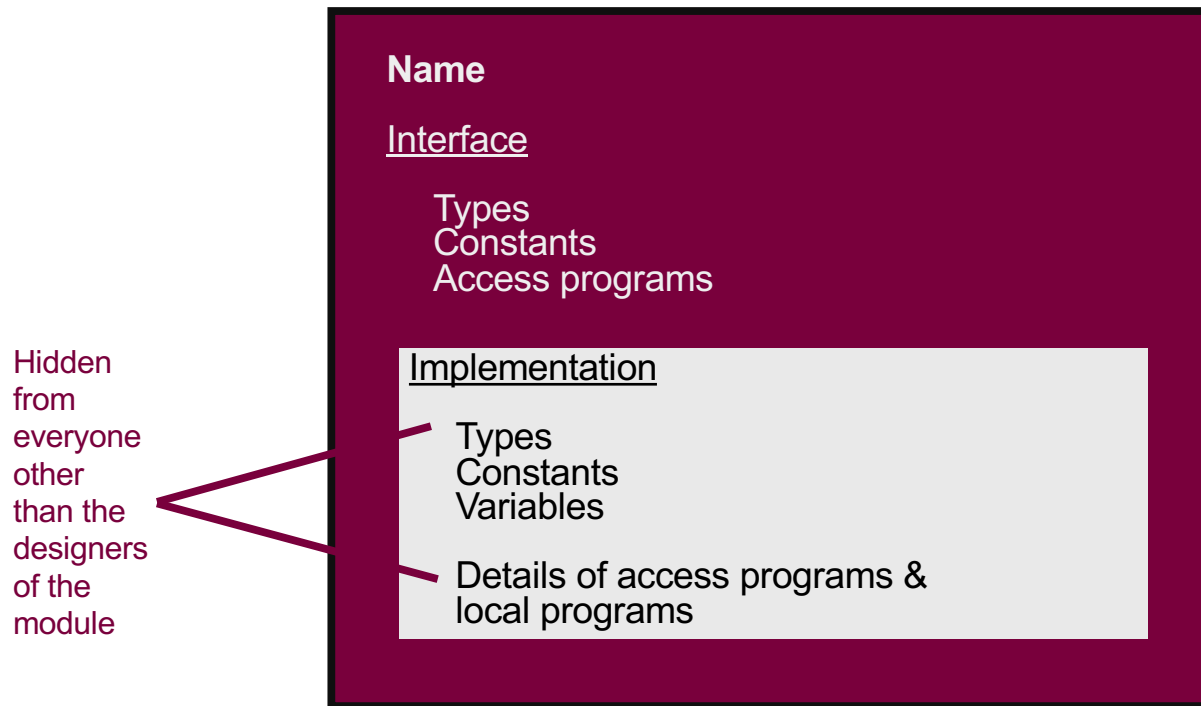 Name
Interface
Types
Constants
Access programs
Hidden
from
everyone
other
than the
designers
of the
module
Implementation
Types
Constants
Variables
Details of access programs &
local programs